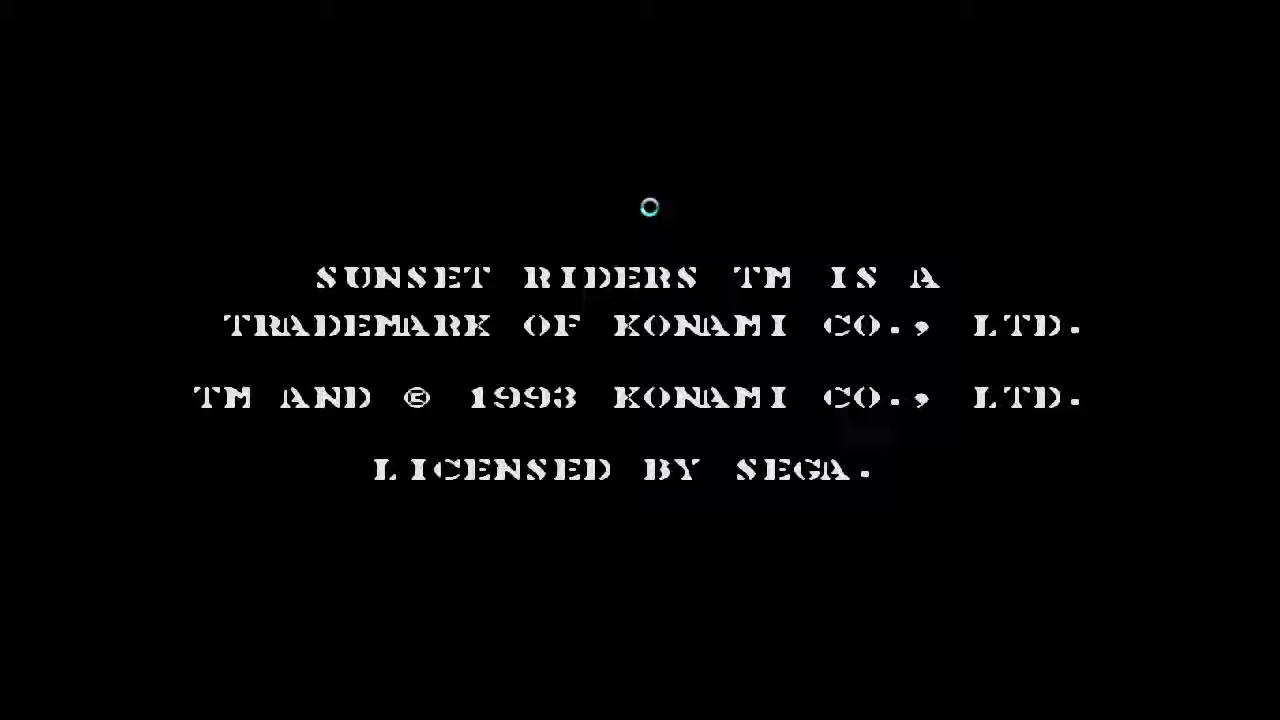 SUNSET RIDERS TM IS A
TRADEMARK OF KONAMI CO., LTD.
TM AND © 1993 KONAMI CO., LTD.
LICENSED BY SEGA.